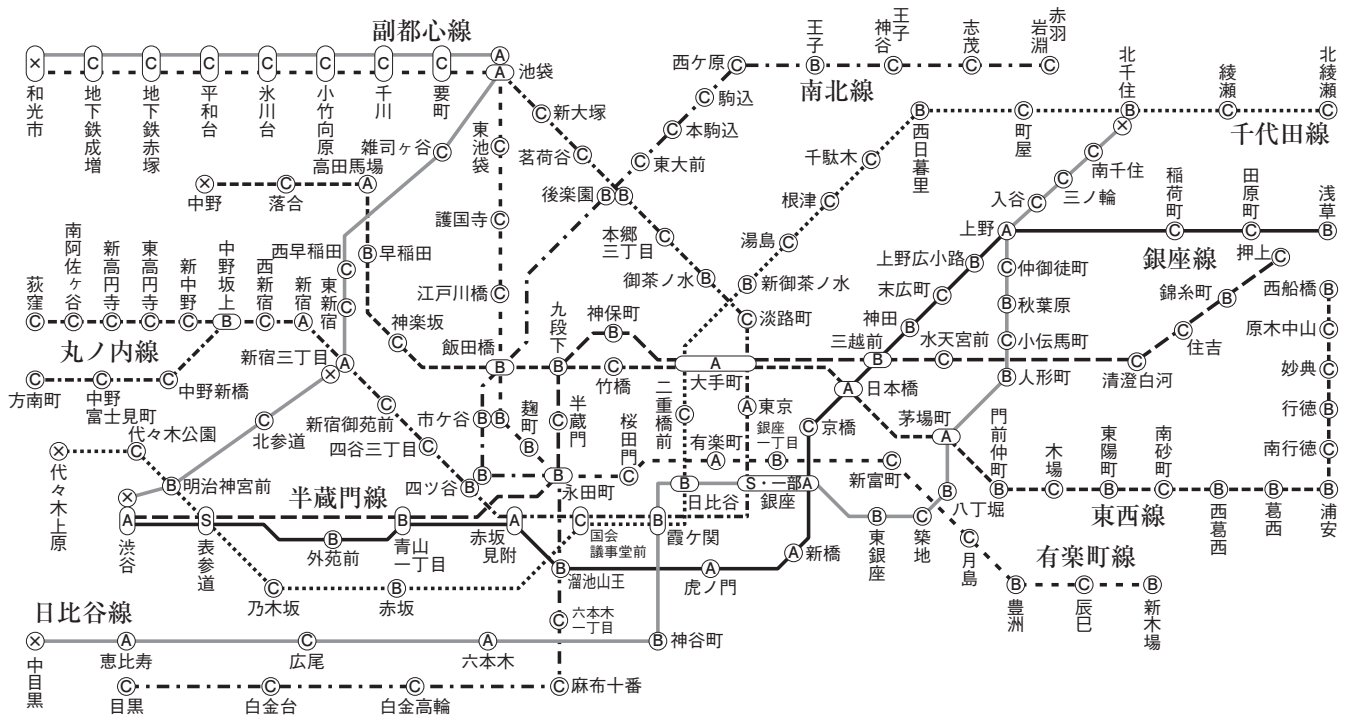 副都心線
和光市
地下鉄成増
地下鉄赤塚
平和台
氷川台
小竹向原
千川
要町
池袋
雑司ヶ谷
高田馬場
中野
落合
早稲田
西早稲田
東新宿
東池袋
護国寺
江戸川橋
新大塚
茗荷谷
後楽園
西ケ原
駒込
本駒込
東大前
王子
王子
神谷
志茂
赤羽
岩淵
南北線
北千住
綾瀬
北綾瀬
千代田線
西日暮里
町屋
千駄木
根津
湯島
新御茶ノ水
本郷
三丁目
御茶ノ水
淡路町
南千住
三ノ輪
入谷
上野
稲荷町
田原町
浅草
銀座線
上野広小路
末広町
神田
三越前
仲御徒町
秋葉原
小伝馬町
人形町
水天宮前
押上
錦糸町
住吉
清澄白河
西船橋
原木中山
妙典
行徳
南行徳
浦安
荻窪
南阿佐ヶ谷
新高円寺
東高円寺
新中野
中野坂上
西新宿
新宿
丸ノ内線
方南町
中野
富士見町
中野新橋
新宿三丁目
神楽坂
飯田橋
九段下
神保町
竹橋
大手町
日本橋
茅場町
門前仲町
木場
東陽町
南砂町
西葛西
葛西
東西線
新宿御苑前
四谷三丁目
四ツ谷
市ケ谷
麹町
半蔵門
桜田門
二重橋前
東京
有楽町
銀座
一丁目
京橋
新富町
北参道
代々木公園
代々木上原
明治神宮前
半蔵門線
永田町
日比谷
銀座
S・一部
八丁堀
渋谷
表参道
外苑前
青山
一丁目
赤坂
見附
国会
議事堂前
霞ケ関
新橋
東銀座
築地
月島
有楽町線
豊洲
辰巳
新木場
乃木坂
赤坂
溜池山王
虎ノ門
日比谷線
中目黒
恵比寿
広尾
六本木
六本木
一丁目
神谷町
目黒
白金台
白金高輪
麻布十番